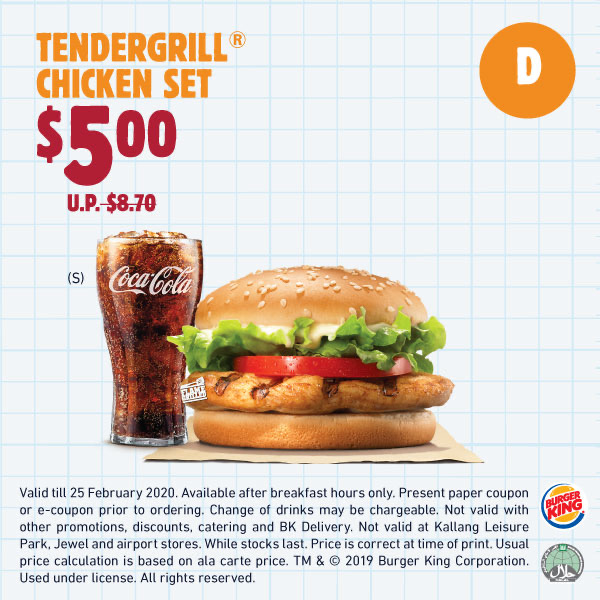 TENDERGRILL®
CHICKEN SET
D
$5.00
U.P. $8.70
(S)
Coca-Cola
FLAME
GRILLED
Valid till 25 February 2020. Available after breakfast hours only. Present paper coupon
or e-coupon prior to ordering. Change of drinks may be chargeable. Not valid with
other promotions, discounts, catering and BK Delivery. Not valid at Kallang Leisure
Park, Jewel and airport stores. While stocks last. Price is correct at time of print. Usual
price calculation is based on ala carte price. TM & © 2019 Burger King Corporation.
Used under license. All rights reserved.
BURGER
KING
حلال